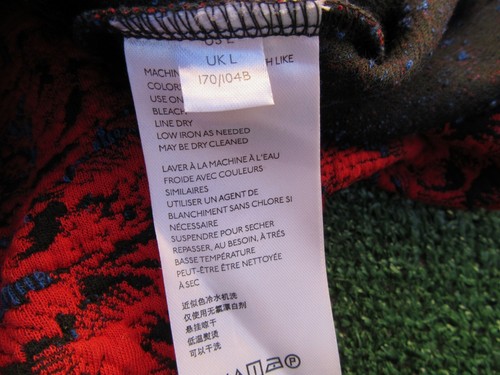 US L
UK L
170/104B
MACHIN H LIKE
COLORS
USE ON
BLEACH
LINE DRY
LOW IRON AS NEEDED
MAY BE DRY CLEANED
LAVER À LA MACHINE À L'EAU
FROIDE AVEC COULEURS
SIMILAIRES
UTILISER UN AGENT DE
BLANCHIMENT SANS CHLORE SI
NÉCESSAIRE
SUSPENDRE POUR SECHER
REPASSER, AU BESOIN, À TRÉS
BASSE TEMPÉRATURE
PEUT-ÊTRE ÊTRE NETTOYÉE
À SEC
近似色冷水机洗
仅使用无氯漂白剂
悬挂晾干
低温熨烫
可以干洗
P